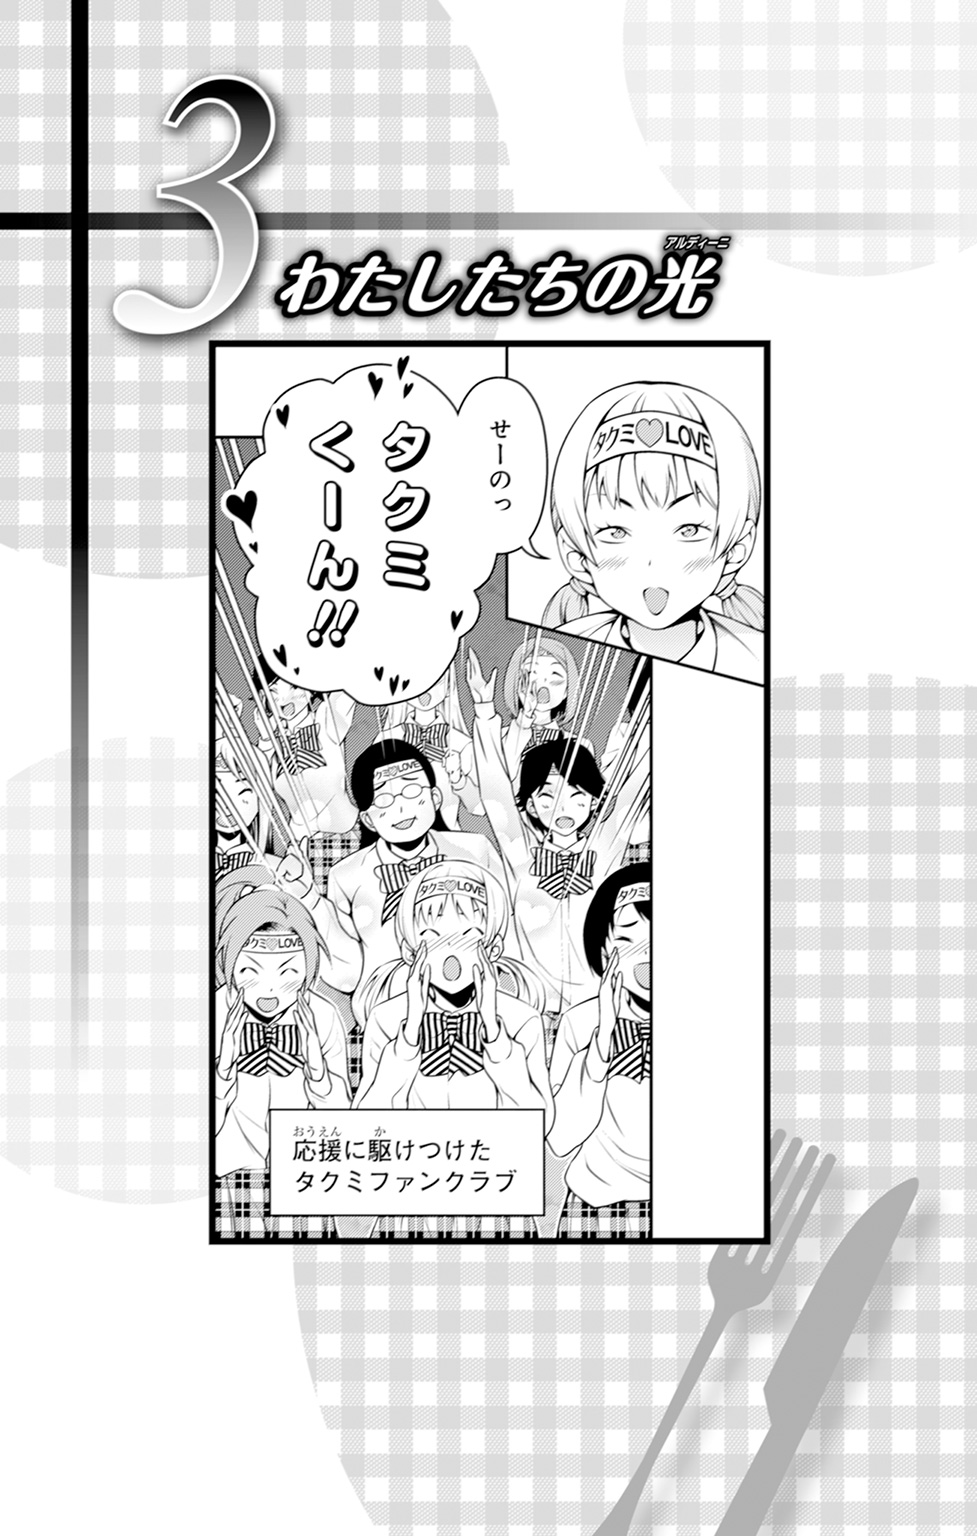 3
アルディーニ
わたしたちの光
タクミ♥LOVE
せーのっ
タクミ
くーん!!
クミ♥LOVE
タクミ♥LOVE
タクミ♥LOVE
タクミ♥
おうえん か
応援に駆けつけた
タクミファンクラブ